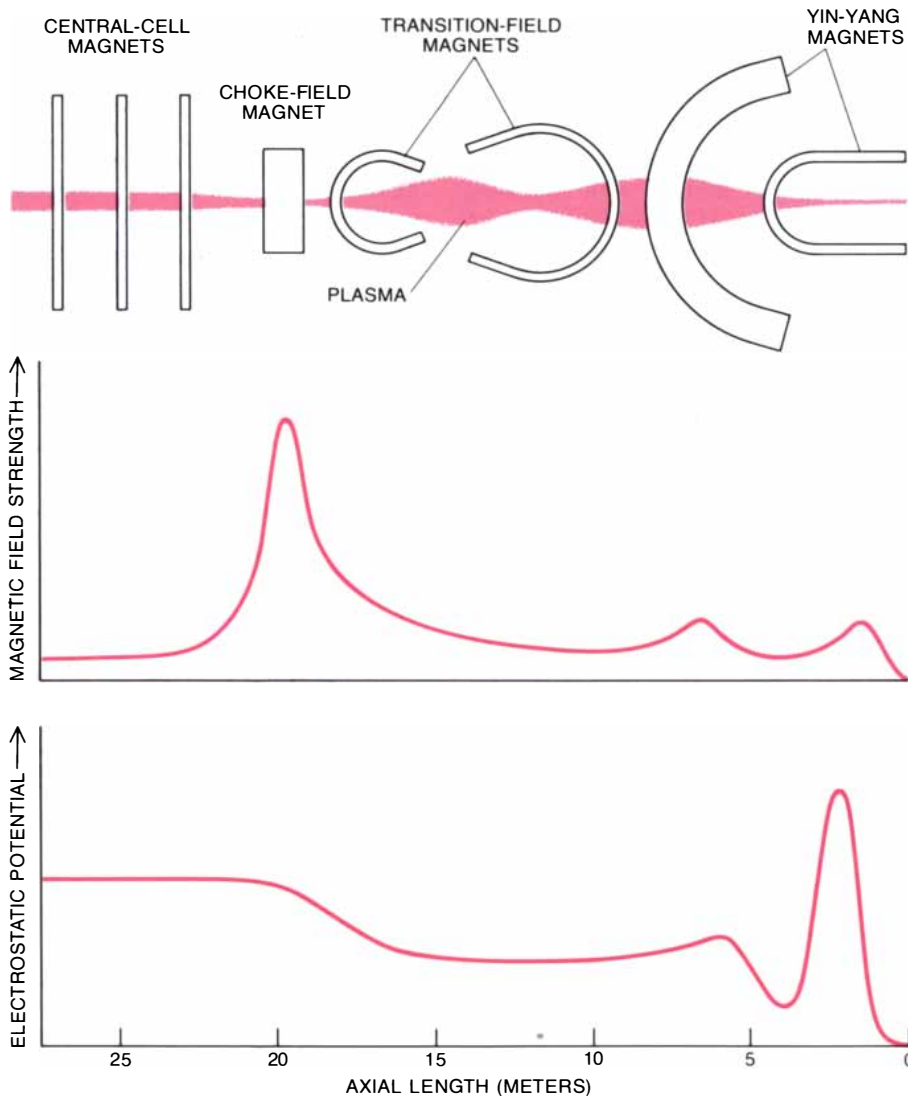 CENTRAL-CELL
MAGNETS
CHOKE-FIELD
MAGNET
TRANSITION-FIELD
MAGNETS
YIN-YANG
MAGNETS
PLASMA
MAGNETIC FIELD STRENGTH
ELECTROSTATIC POTENTIAL
25 20 15 10 5 0
AXIAL LENGTH (METERS)